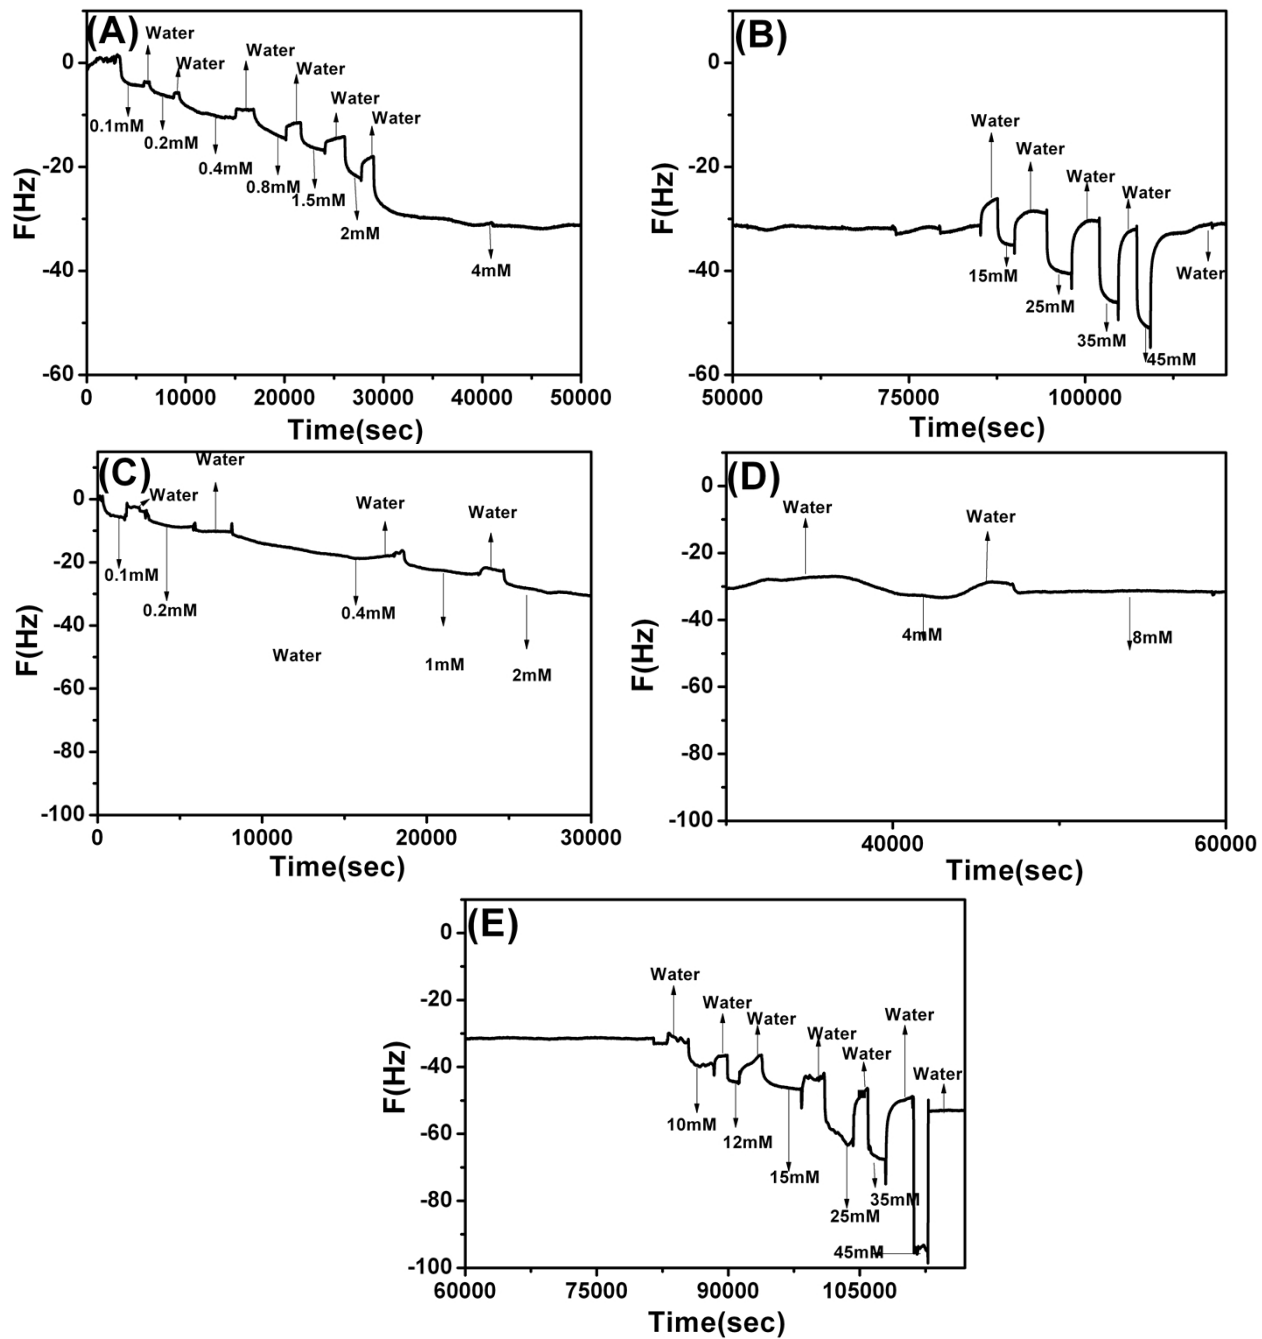 (A)
Water
Water
Water
Water
Water
Water
0.1mM
0.2mM
0.4mM
0.8mM
1.5mM
2mM
4mM
0
-20
-40
-60
F(Hz)
0 10000 20000 30000 40000 50000
Time(sec)
(B)
Water
Water
Water
Water
Water
15mM
25mM
35mM
45mM
0
-20
-40
-60
F(Hz)
50000 75000 100000
Time(sec)
(C)
Water
Water
Water
Water
0.1mM
0.2mM
0.4mM
1mM
2mM
Water
0
-20
-40
-60
-80
-100
F(Hz)
0 10000 20000 30000
Time(sec)
(D)
Water
Water
4mM
8mM
0
-20
-40
-60
-80
-100
F(Hz)
40000 60000
Time(sec)
(E)
Water
Water
Water
Water
Water
Water
Water
10mM
12mM
15mM
25mM
35mM
45mM
0
-20
-40
-60
-80
-100
F(Hz)
60000 75000 90000 105000
Time(sec)